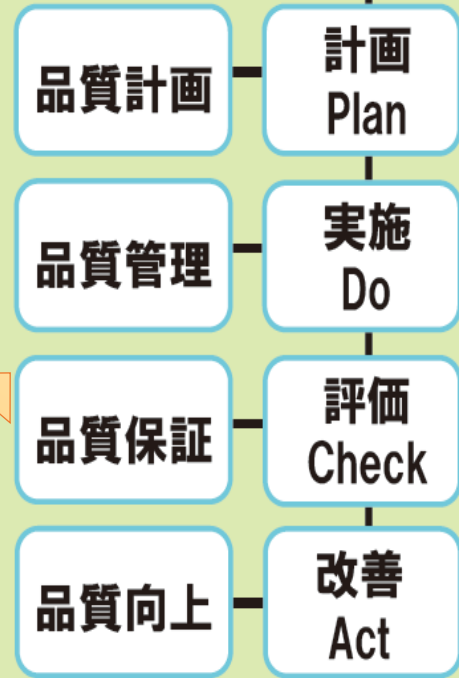 品質計画
計画
Plan
品質管理
実施
Do
品質保証
評価
Check
品質向上
改善
Act